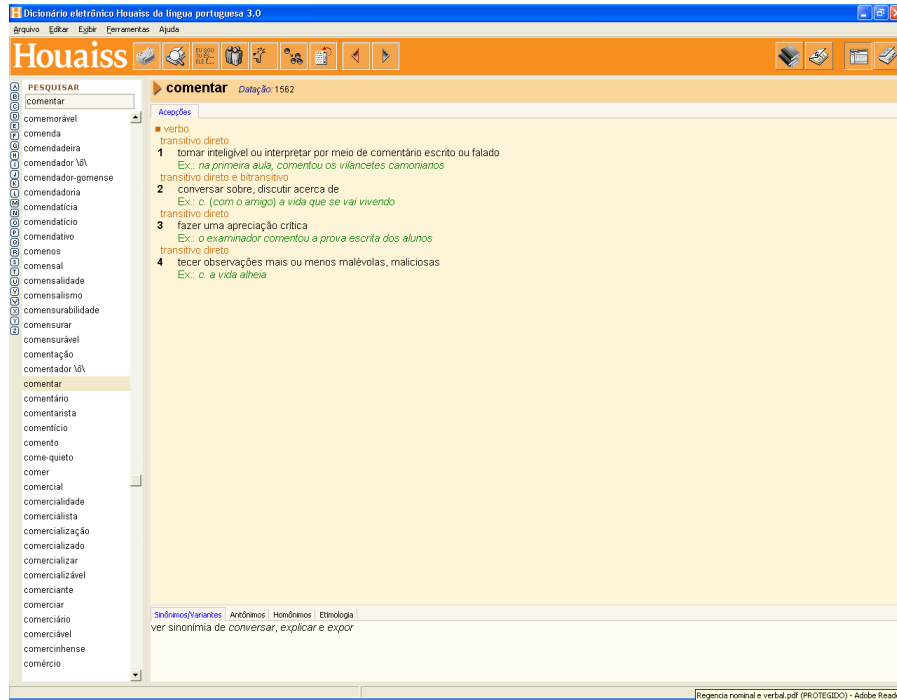 Dicionário eletrônico Houaiss da língua portuguesa 3.0
Arquivo Editar Exibir Ferramentas Ajuda
Houaiss
EU SOU
TU ÉS
ELE É...
A
B
C
D
E
F
G
H
I
J
K
L
M
N
O
P
Q
R
S
T
U
V
W
X
Y
Z
PESQUISAR
comentar
comemorável
comenda
comendadeira
comendador \ô\
comendador-gomense
comendadoria
comendatícia
comendatício
comendativo
comenos
comensal
comensalidade
comensalismo
comensurabilidade
comensurar
comensurável
comentação
comentador \ô\
comentar
comentário
comentarista
comentício
comento
come-quieto
comer
comercial
comercialidade
comercialista
comercialização
comercializado
comercializar
comercializável
comerciante
comerciar
comerciário
comerciável
comercinhense
comércio
comentar Datação: 1562
Acepções
verbo
transitivo direto
1 tornar inteligível ou interpretar por meio de comentário escrito ou falado
Ex.: na primeira aula, comentou os vilancetes camonianos
transitivo direto e bitransitivo
2 conversar sobre, discutir acerca de
Ex.: c. (com o amigo) a vida que se vai vivendo
transitivo direto
3 fazer uma apreciação crítica
Ex.: o examinador comentou a prova escrita dos alunos
transitivo direto
4 tecer observações mais ou menos malévolas, maliciosas
Ex.: c. a vida alheia
Sinônimos/Variantes Antônimos Homônimos Etimologia
ver sinonímia de conversar, explicar e expor
Regencia nominal e verbal.pdf (PROTEGIDO) - Adobe Read